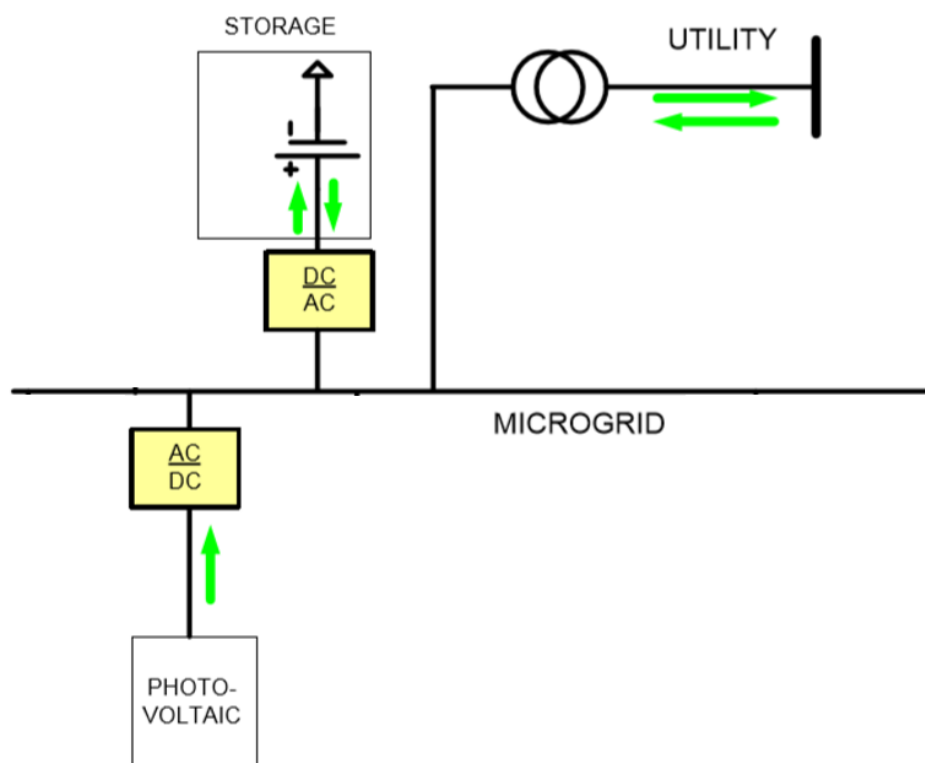 STORAGE
UTILITY
-
+
DC
AC
MICROGRID
AC
DC
PHOTO-
VOLTAIC